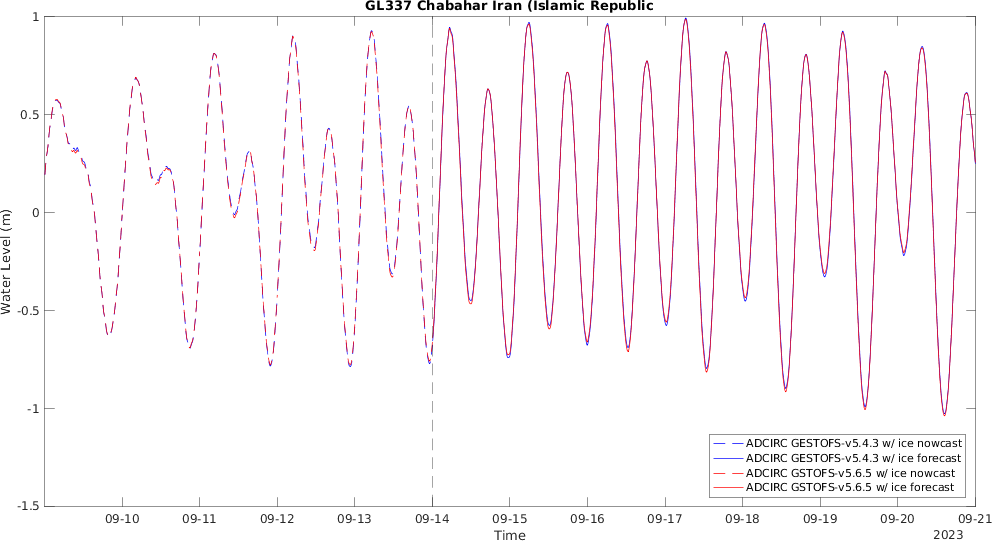 GL337 Chabahar Iran (Islamic Republic
1
0.5
0
-0.5
-1
-1.5
Water Level (m)
ADCIRC GESTOFS-v5.4.3 w/ ice nowcast
ADCIRC GESTOFS-v5.4.3 w/ ice forecast
ADCIRC GSTOFS-v5.6.5 w/ ice nowcast
ADCIRC GSTOFS-v5.6.5 w/ ice forecast
09-10 09-11 09-12 09-13 09-14 09-15 09-16 09-17 09-18 09-19 09-20 09-21
Time
2023